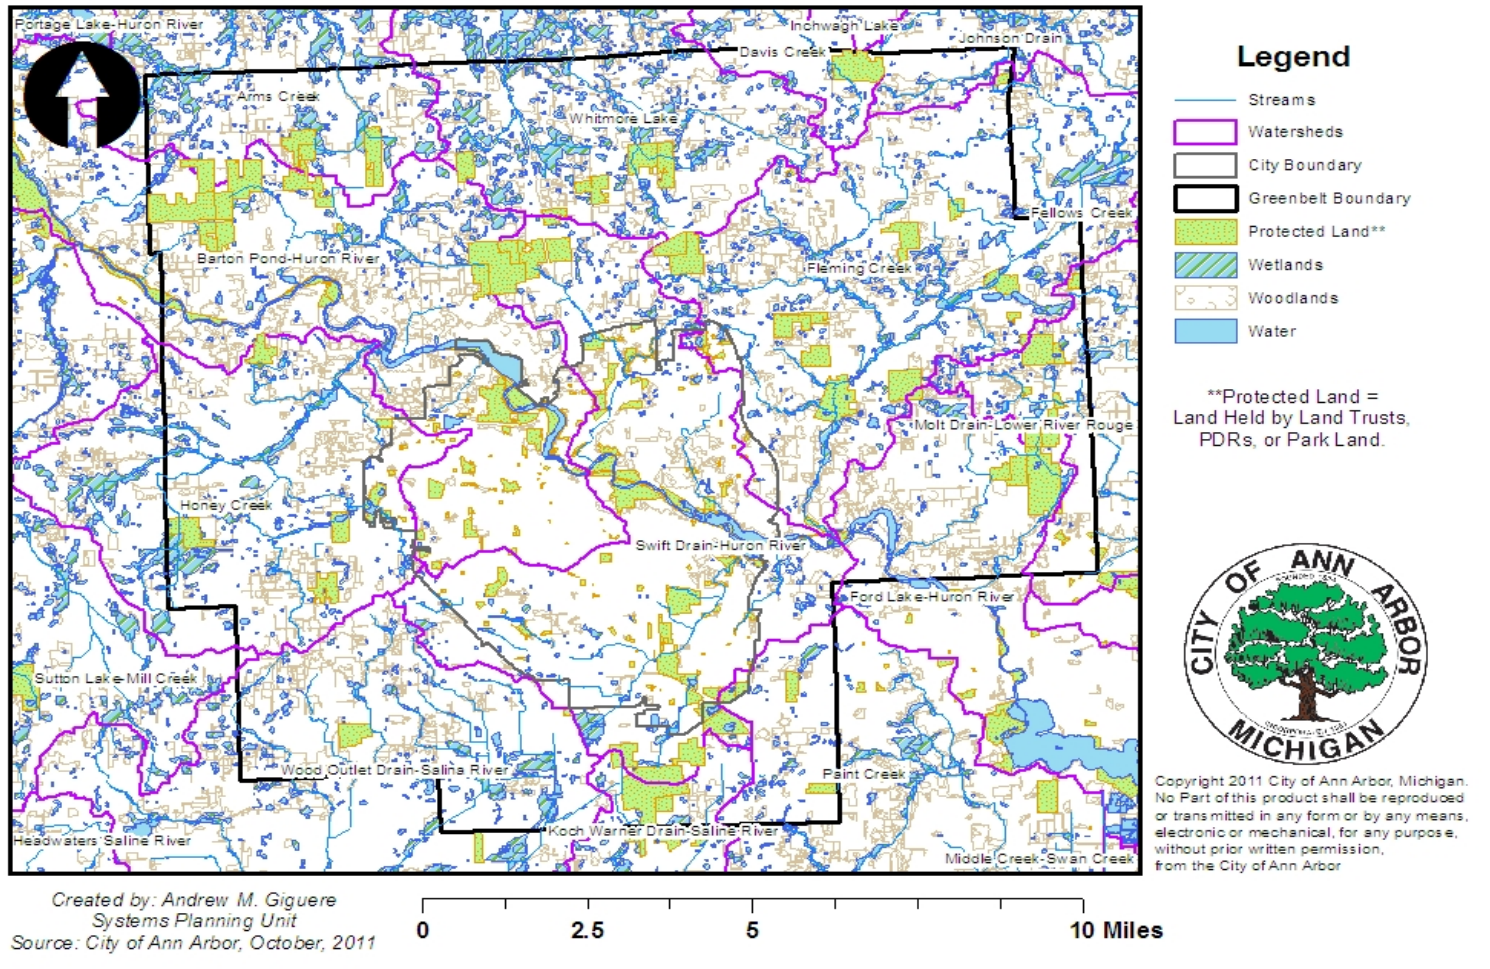 Portage Lake-Huron River
Inchwagh Lake
Johnson Drain
Davis Creek
Arms Creek
Whitmore Lake
Fellows Creek
Barton Pond-Huron River
Fleming Creek
Molt Drain-Lower River Rouge
Honey Creek
Swift Drain-Huron River
Ford Lake-Huron River
Sutton Lake-Mill Creek
Wood Outlet Drain-Salina River
Paint Creek
Koch Warner Drain-Saline River
Headwaters Saline River
Middle Creek-Swan Creek
Legend
Streams
Watersheds
City Boundary
Greenbelt Boundary
Protected Land**
Wetlands
Woodlands
Water
**Protected Land =
Land Held by Land Trusts,
PDRs, or Park Land.
CITY OF ANN ARBOR
MICHIGAN
Copyright 2011 City of Ann Arbor, Michigan.
No Part of this product shall be reproduced
or transmitted in any form or by any means,
electronic or mechanical, for any purpose,
without prior written permission,
from the City of Ann Arbor
Created by: Andrew M. Giguere
Systems Planning Unit
Source: City of Ann Arbor, October, 2011
0 2.5 5 10 Miles